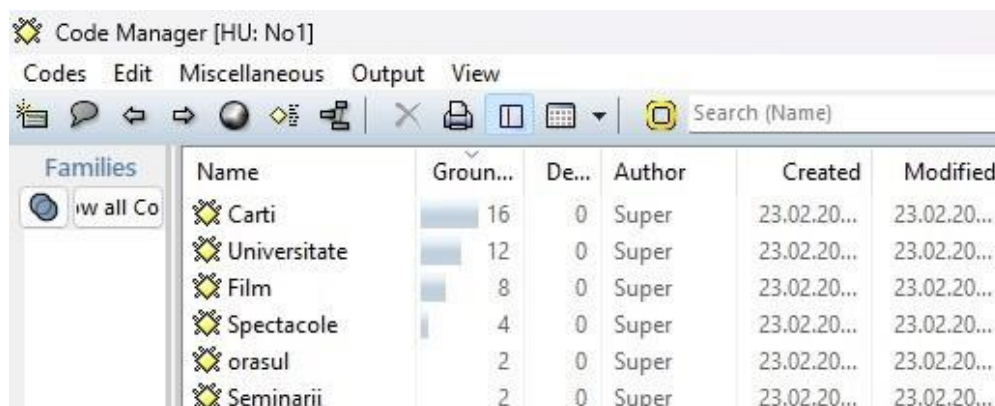 Code Manager [HU: No1]
Codes Edit Miscellaneous Output View
Search (Name)
Families Name Groun... De... Author Created Modified
w all Co Carti 16 0 Super 23.02.20... 23.02.20...
Universitate 12 0 Super 23.02.20... 23.02.20...
Film 8 0 Super 23.02.20... 23.02.20...
Spectacole 4 0 Super 23.02.20... 23.02.20...
orasul 2 0 Super 23.02.20... 23.02.20...
Seminarii 2 0 Super 23.02.20... 23.02.20...